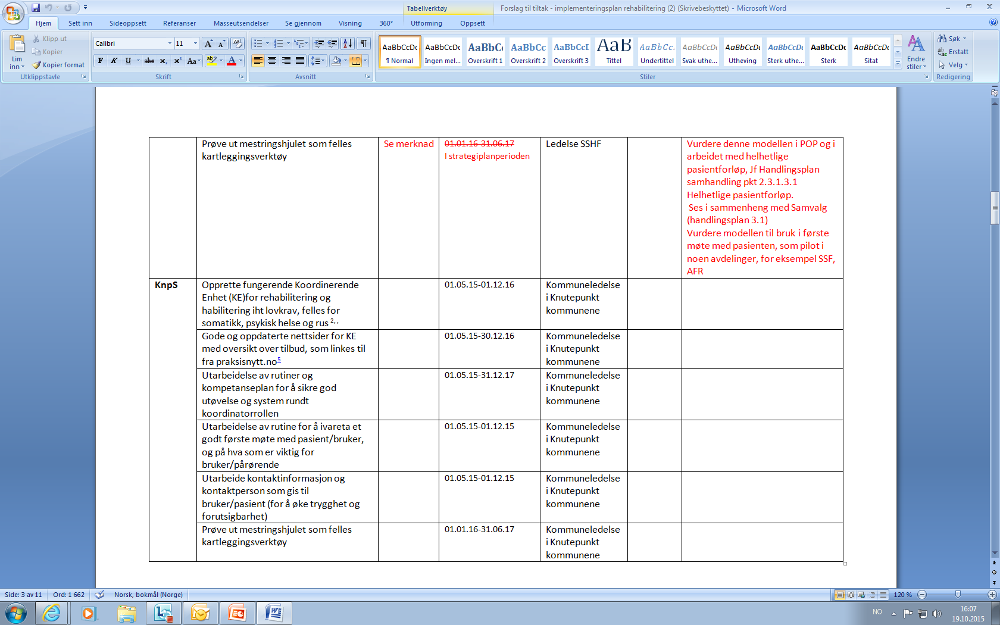 Tabellverktøy
Forslag til tiltak - implementeringsplan rehabilitering (2) (Skrivebeskyttet) - Microsoft Word
Hjem Sett inn Sideoppsett Referanser Masseutsendelser Se gjennom Visning 360° Utforming Oppsett
Lim inn
Klipp ut
Kopier
Kopier format
Utklippstavle
Calibri 11
F K U abc x₂ x² Aa
Skrift
Avsnitt
AaBbCcDc AaBbCcDc AaBbC AaBbCc AaBbCcI AaB AaBbCc. AaBbCcDc AaBbCcDc AaBbCcDc AaBbCcDc AaBbCcDc
¶ Normal Ingen mel... Overskrift 1 Overskrift 2 Overskrift 3 Tittel Undertittel Svak uthe... Utheving Sterk uthe... Sterk Sitat
Stiler
Endre stiler
Søk
Erstatt
Velg
Redigering
Prøve ut mestringshjulet som felles
kartleggingsverktøy
Se merknad
01.01.16-31.06.17
I strategiplanperioden
Ledelse SSHF
Vurdere denne modellen i POP og i
arbeidet med helhetlige
pasientforløp, Jf Handlingsplan
samhandling pkt 2.3.1.3.1
Helhetlige pasientforløp.
Ses i sammenheng med Samvalg
(handlingsplan 3.1)
Vurdere modellen til bruk i første
møte med pasienten, som pilot i
noen avdelinger, for eksempel SSF,
AFR
KnpS
Opprette fungerende Koordinerende
Enhet (KE)for rehabilitering og
habilitering iht lovkrav, felles for
somatikk, psykisk helse og rus 2, ,
01.05.15-01.12.16
Kommuneledelse
i Knutepunkt
kommunene
Gode og oppdaterte nettsider for KE
med oversikt over tilbud, som linkes til
fra praksisnytt.no5
01.05.15-30.12.16
Kommuneledelse
i Knutepunkt
kommunene
Utarbeidelse av rutiner og
kompetanseplan for å sikre god
utøvelse og system rundt
koordinatorrollen
01.05.15-31.12.17
Kommuneledelse
i Knutepunkt
kommunene
Utarbeidelse av rutine for å ivareta et
godt første møte med pasient/bruker,
og på hva som er viktig for
bruker/pårørende
01.05.15-01.12.15
Kommuneledelse
i Knutepunkt
kommunene
Utarbeide kontaktinformasjon og
kontaktperson som gis til
bruker/pasient (for å øke trygghet og
forutsigbarhet)
01.05.15-01.12.15
Kommuneledelse
i Knutepunkt
kommunene
Prøve ut mestringshjulet som felles
kartleggingsverktøy
01.01.16-31.06.17
Kommuneledelse
i Knutepunkt
kommunene
Side: 3 av 11 Ord: 1 662 Norsk, bokmål (Norge) 120 %
NO
16:07
19.10.2015